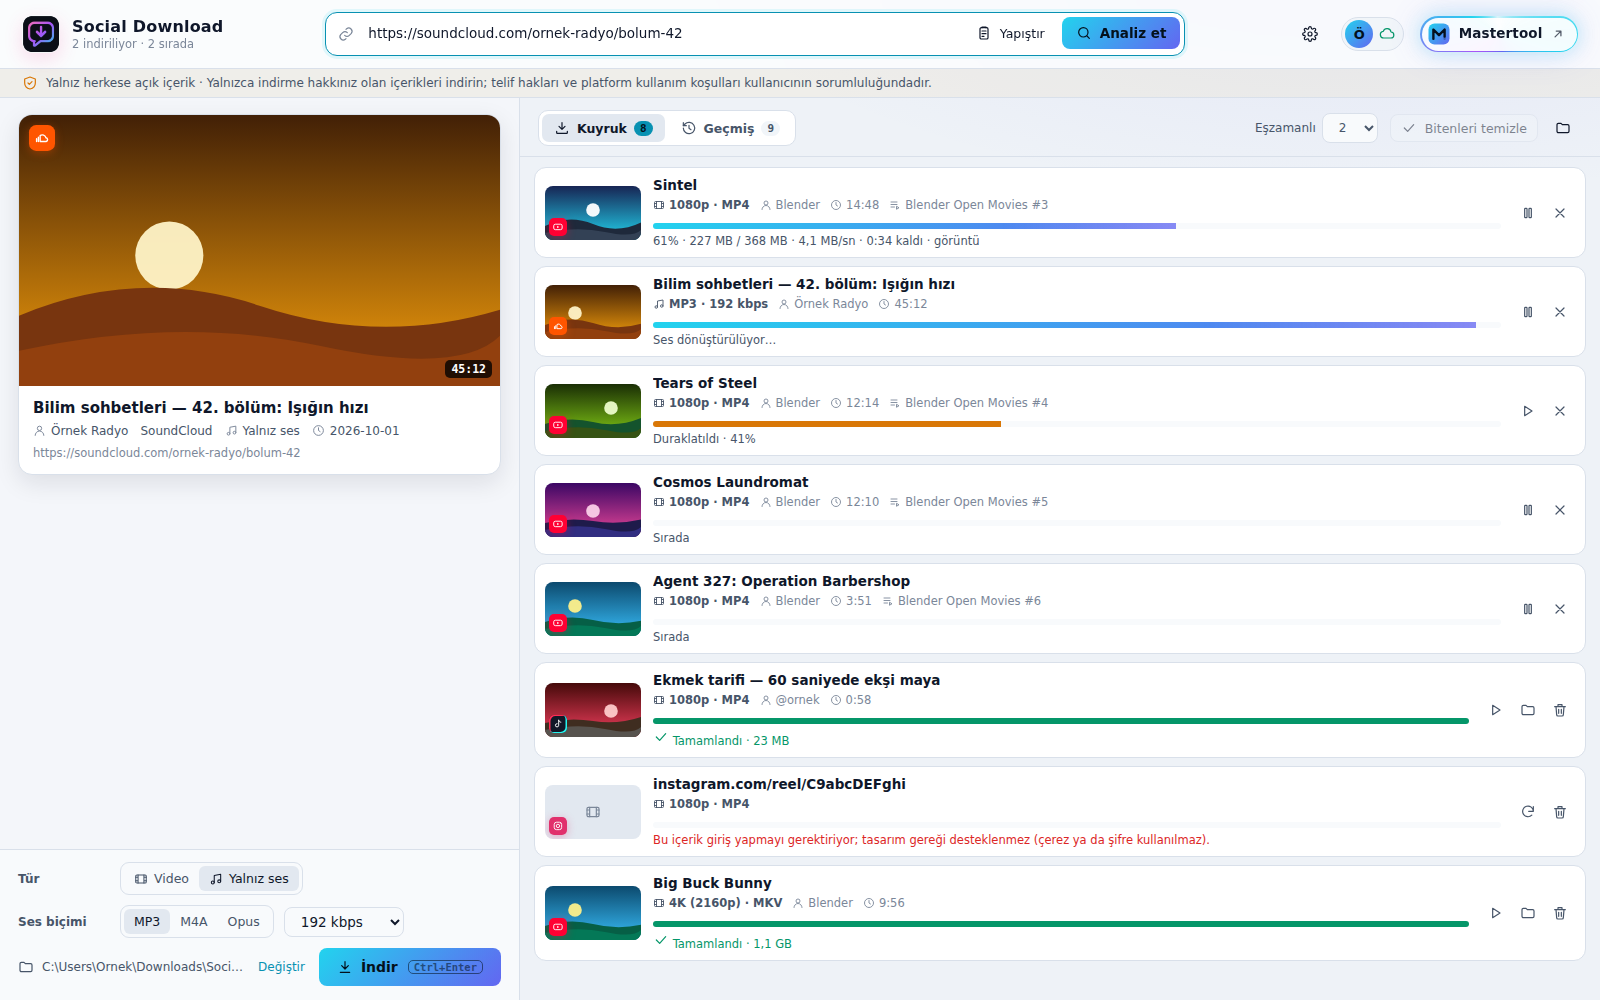 Social Download
2 indiriliyor · 2 sırada
https://soundcloud.com/ornek-radyo/bolum-42
Yapıştır
Analiz et
Ö
Mastertool
Yalnız herkese açık içerik · Yalnızca indirme hakkınız olan içerikleri indirin; telif hakları ve platform kullanım koşulları kullanıcının sorumluluğundadır.
45:12
Bilim sohbetleri — 42. bölüm: Işığın hızı
Örnek Radyo SoundCloud Yalnız ses 2026-10-01
https://soundcloud.com/ornek-radyo/bolum-42
Tür
Video
Yalnız ses
Ses biçimi
MP3
M4A
Opus
192 kbps
C:\Users\Ornek\Downloads\Soci...
Değiştir
İndir Ctrl+Enter
Kuyruk 8
Geçmiş 9
Eşzamanlı
2
Bitenleri temizle
Sintel
1080p · MP4 Blender 14:48 Blender Open Movies #3
61% · 227 MB / 368 MB · 4,1 MB/sn · 0:34 kaldı · görüntü
Bilim sohbetleri — 42. bölüm: Işığın hızı
MP3 · 192 kbps Örnek Radyo 45:12
Ses dönüştürülüyor…
Tears of Steel
1080p · MP4 Blender 12:14 Blender Open Movies #4
Duraklatıldı · 41%
Cosmos Laundromat
1080p · MP4 Blender 12:10 Blender Open Movies #5
Sırada
Agent 327: Operation Barbershop
1080p · MP4 Blender 3:51 Blender Open Movies #6
Sırada
Ekmek tarifi — 60 saniyede ekşi maya
1080p · MP4 @ornek 0:58
Tamamlandı · 23 MB
instagram.com/reel/C9abcDEFghi
1080p · MP4
Bu içerik giriş yapmayı gerektiriyor; tasarım gereği desteklenmez (çerez ya da şifre kullanılmaz).
Big Buck Bunny
4K (2160p) · MKV Blender 9:56
Tamamlandı · 1,1 GB